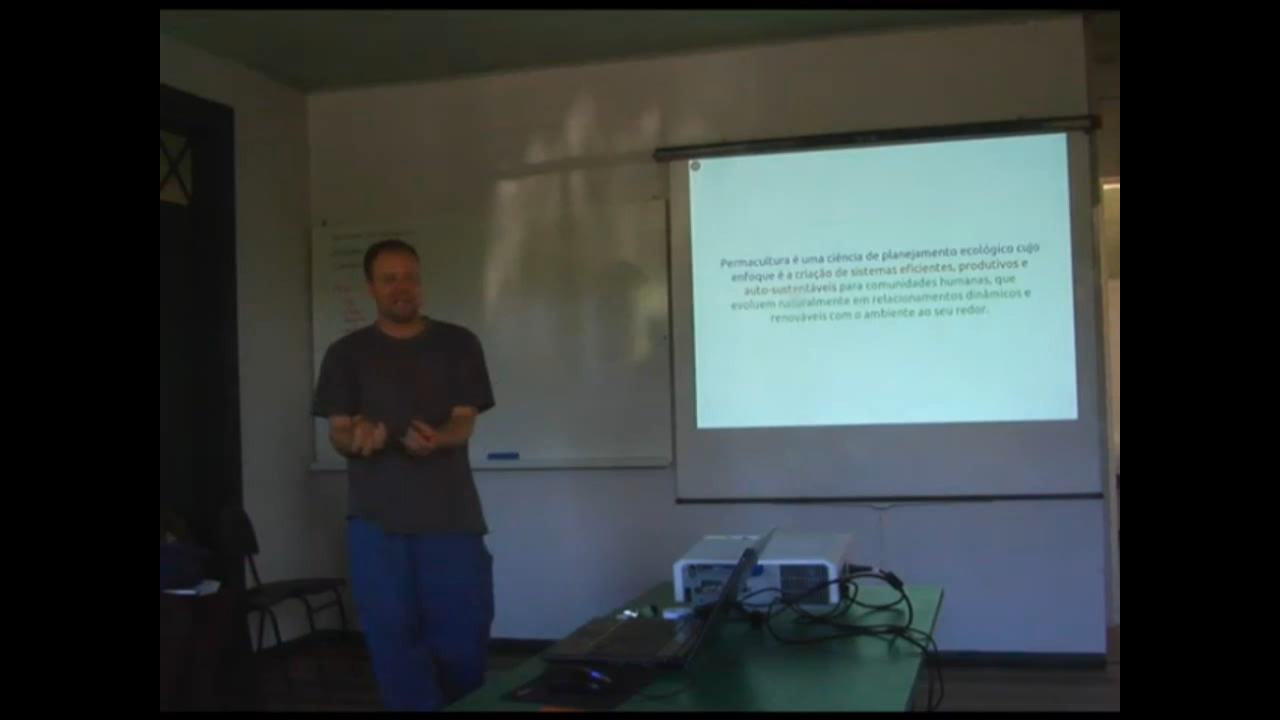 Permacultura é uma ciência de planejamento ecológico cujo
enfoque é a criação de sistemas eficientes, produtivos e
auto-sustentáveis para comunidades humanas, que
evoluem naturalmente em relacionamentos dinâmicos e
renováveis com o ambiente ao seu redor.